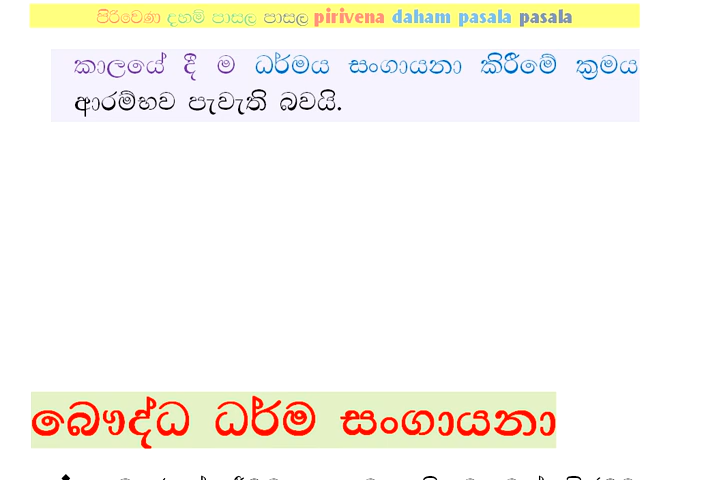 පිරිවෙණ දහම් පාසල පාසල pirivena daham pasala pasala
කාලයේ දී ම ධර්මය සංගායනා කිරීමේ ක්‍රමය
ආරම්භව පැවැති බවයි.
බෞද්ධ ධර්ම සංගායනා